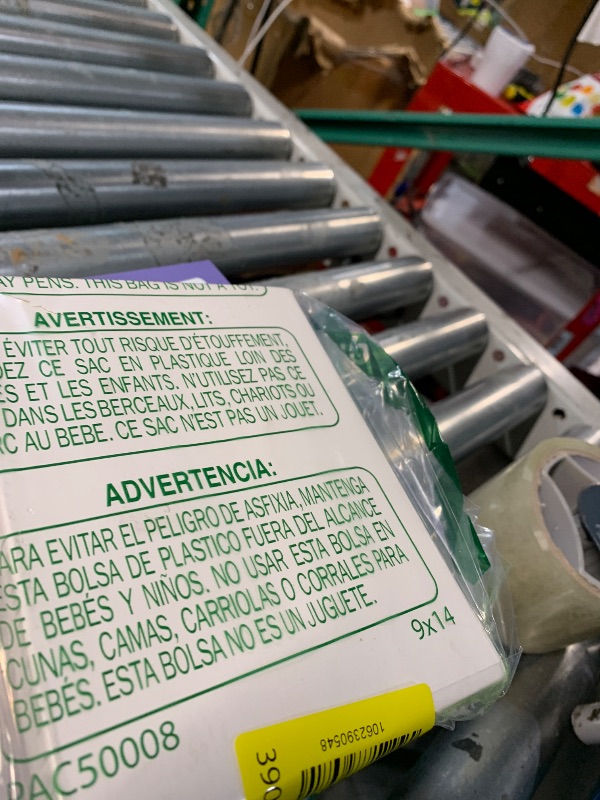 AY PENS. THIS BAG IS NOT A TOY.
AVERTISSEMENT:
ÉVITER TOUT RISQUE D'ÉTOUFFEMENT,
DEZ CE SAC EN PLASTIQUE LOIN DES
ES ET LES ENFANTS. N'UTILISEZ PAS CE
DANS LES BERCEAUX, LITS, CHARIOTS OU
RC AU BEBE. CE SAC N'EST PAS UN JOUET.
ADVERTENCIA:
ARA EVITAR EL PELIGRO DE ASFIXIA, MANTENGA
ESTA BOLSA DE PLASTICO FUERA DEL ALCANCE
DE BEBÉS Y NIÑOS. NO USAR ESTA BOLSA EN
CUNAS, CAMAS, CARRIOLAS O CORRALES PARA
BEBÉS. ESTA BOLSA NO ES UN JUGUETE.
9x14
PAC50008
1062390548
390